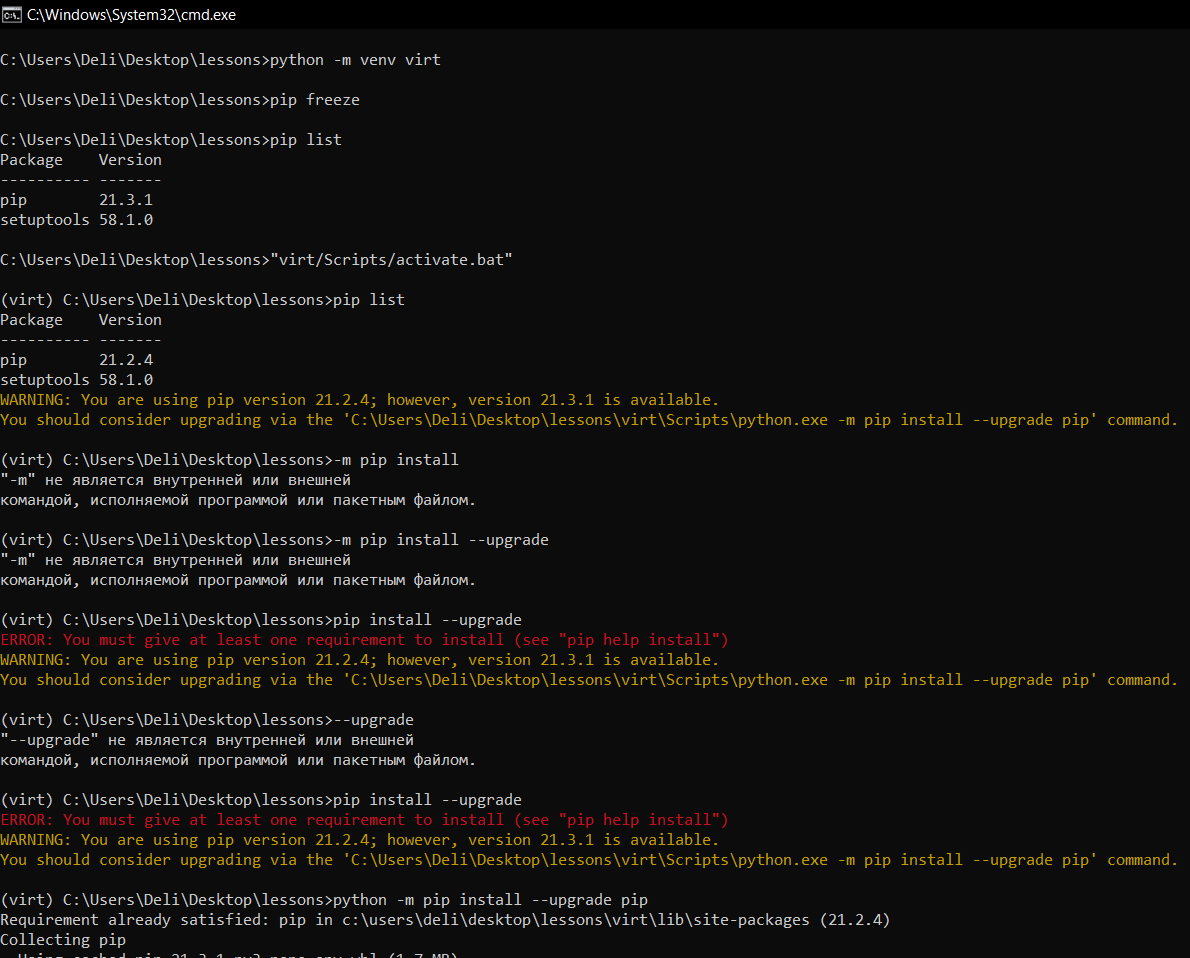 C:\Windows\System32\cmd.exe
C:\Users\Deli\Desktop\lessons>python -m venv virt
C:\Users\Deli\Desktop\lessons>pip freeze
C:\Users\Deli\Desktop\lessons>pip list
Package    Version
---------- -------
pip        21.3.1
setuptools 58.1.0
C:\Users\Deli\Desktop\lessons>"virt/Scripts/activate.bat"
(virt) C:\Users\Deli\Desktop\lessons>pip list
Package    Version
---------- -------
pip        21.2.4
setuptools 58.1.0
WARNING: You are using pip version 21.2.4; however, version 21.3.1 is available.
You should consider upgrading via the 'C:\Users\Deli\Desktop\lessons\virt\Scripts\python.exe -m pip install --upgrade pip' command.
(virt) C:\Users\Deli\Desktop\lessons>-m pip install
"-m" не является внутренней или внешней
командой, исполняемой программой или пакетным файлом.
(virt) C:\Users\Deli\Desktop\lessons>-m pip install --upgrade
"-m" не является внутренней или внешней
командой, исполняемой программой или пакетным файлом.
(virt) C:\Users\Deli\Desktop\lessons>pip install --upgrade
ERROR: You must give at least one requirement to install (see "pip help install")
WARNING: You are using pip version 21.2.4; however, version 21.3.1 is available.
You should consider upgrading via the 'C:\Users\Deli\Desktop\lessons\virt\Scripts\python.exe -m pip install --upgrade pip' command.
(virt) C:\Users\Deli\Desktop\lessons>--upgrade
"--upgrade" не является внутренней или внешней
командой, исполняемой программой или пакетным файлом.
(virt) C:\Users\Deli\Desktop\lessons>pip install --upgrade
ERROR: You must give at least one requirement to install (see "pip help install")
WARNING: You are using pip version 21.2.4; however, version 21.3.1 is available.
You should consider upgrading via the 'C:\Users\Deli\Desktop\lessons\virt\Scripts\python.exe -m pip install --upgrade pip' command.
(virt) C:\Users\Deli\Desktop\lessons>python -m pip install --upgrade pip
Requirement already satisfied: pip in c:\users\deli\desktop\lessons\virt\lib\site-packages (21.2.4)
Collecting pip
Using cached pip-21.3.1-py3-none-any.whl (1.7 MB)